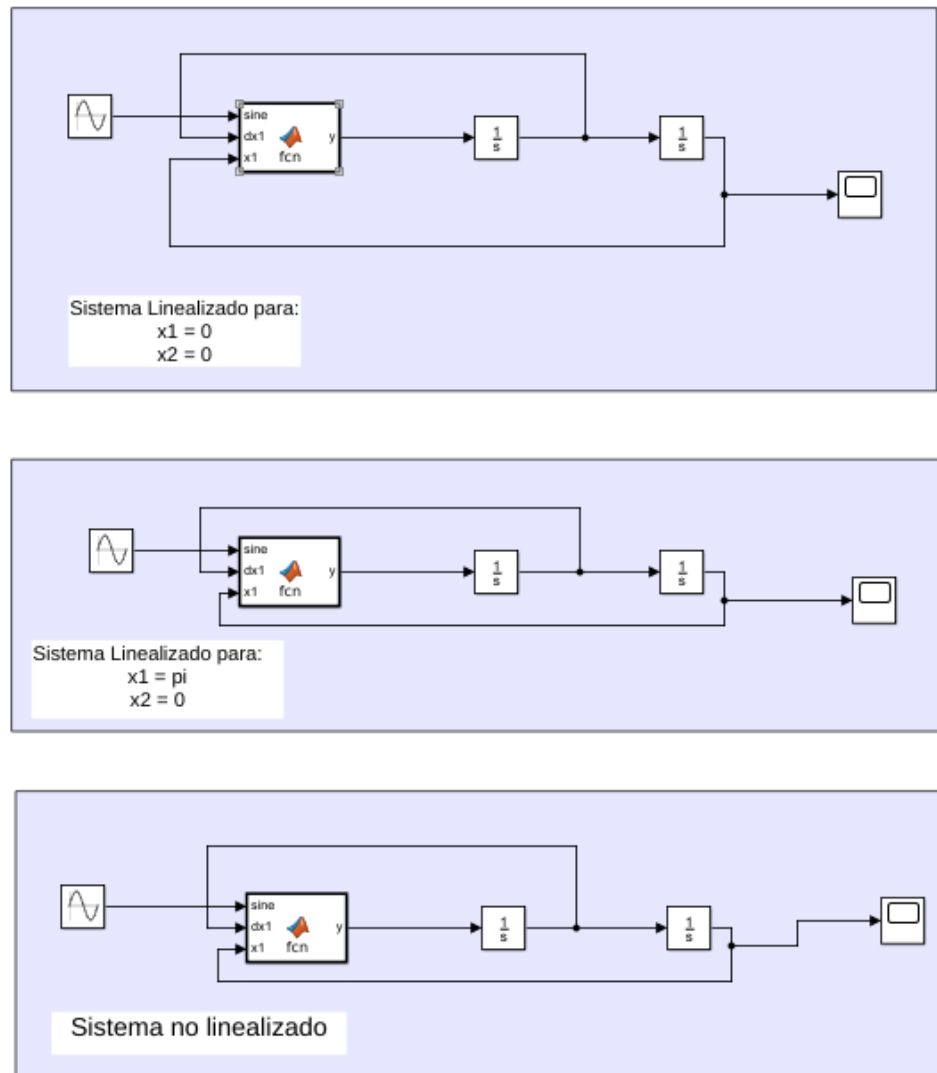 sine
dx1
x1
y
fcn
1
s
1
s
Sistema Linealizado para:
x1 = 0
x2 = 0
sine
dx1
x1
y
fcn
1
s
1
s
Sistema Linealizado para:
x1 = pi
x2 = 0
sine
dx1
x1
y
fcn
1
s
1
s
Sistema no linealizado